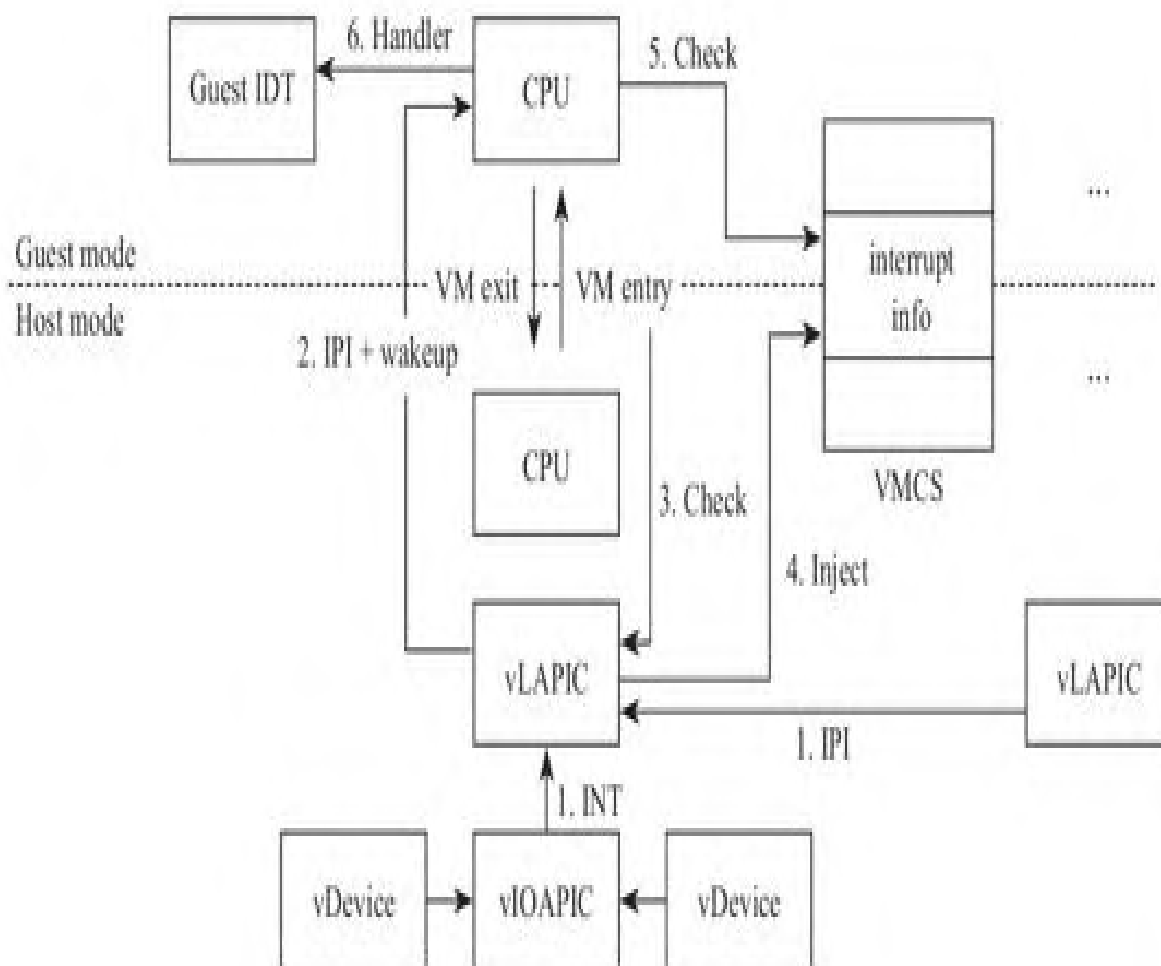 6. Handler
5. Check
Guest IDT
CPU
...
Guest mode
interrupt
info
VM exit
VM entry
Host mode
2. IPI + wakeup
...
CPU
VMCS
3. Check
4. Inject
vLAPIC
vLAPIC
1. IPI
1. INT
vDevice
vIOAPIC
vDevice